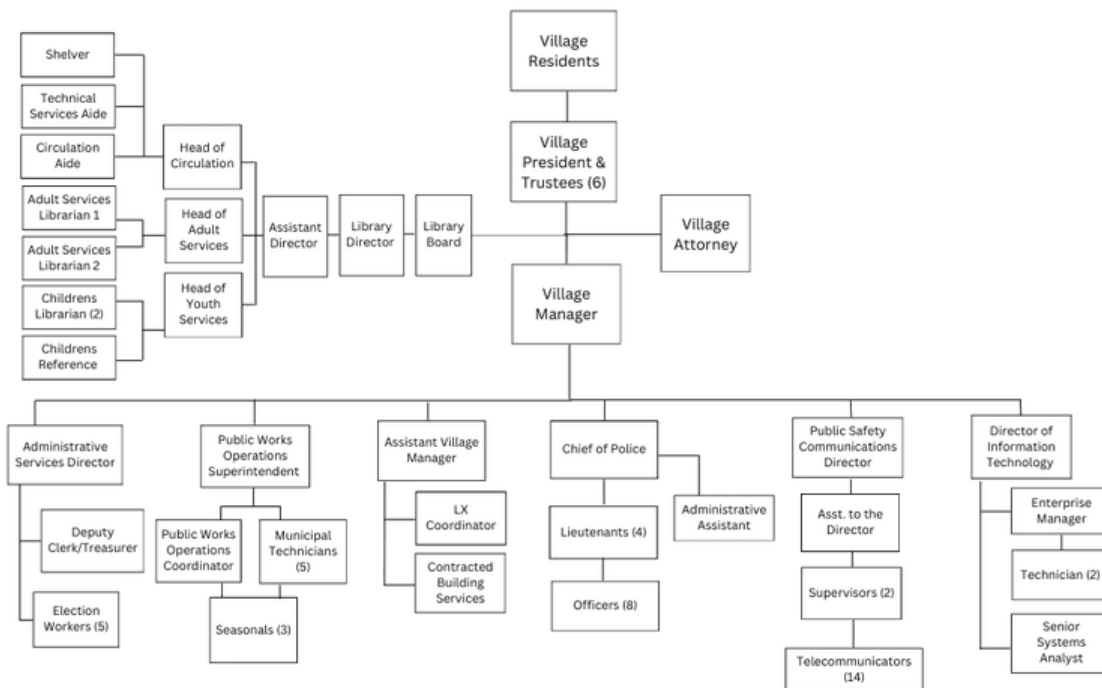 Village
Residents
Village
President &
Trustees (6)
Village
Attorney
Village
Manager
Library
Board
Library
Director
Assistant
Director
Head of
Circulation
Shelver
Technical
Services Aide
Circulation
Aide
Head of
Adult
Services
Adult Services
Librarian 1
Adult Services
Librarian 2
Head of
Youth
Services
Childrens
Librarian (2)
Childrens
Reference
Administrative
Services Director
Deputy
Clerk/Treasurer
Election
Workers (5)
Public Works
Operations
Superintendent
Public Works
Operations
Coordinator
Municipal
Technicians
(5)
Seasonals (3)
Assistant Village
Manager
LX
Coordinator
Contracted
Building
Services
Chief of Police
Administrative
Assistant
Lieutenants (4)
Officers (8)
Public Safety
Communications
Director
Asst. to the
Director
Supervisors (2)
Telecommunicators
(14)
Director of
Information
Technology
Enterprise
Manager
Technician (2)
Senior
Systems
Analyst